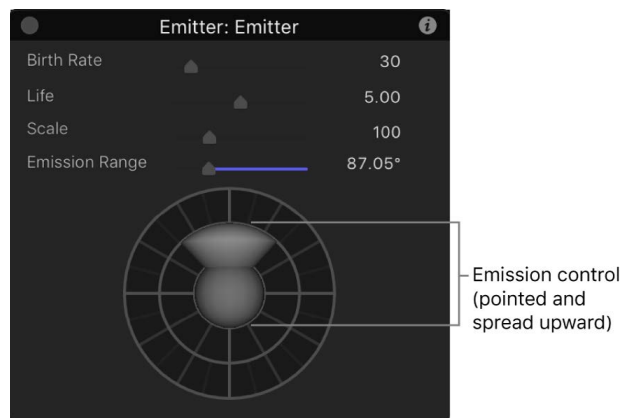 Emitter: Emitter
Birth Rate 30
Life 5.00
Scale 100
Emission Range 87.05°
Emission control
(pointed and
spread upward)